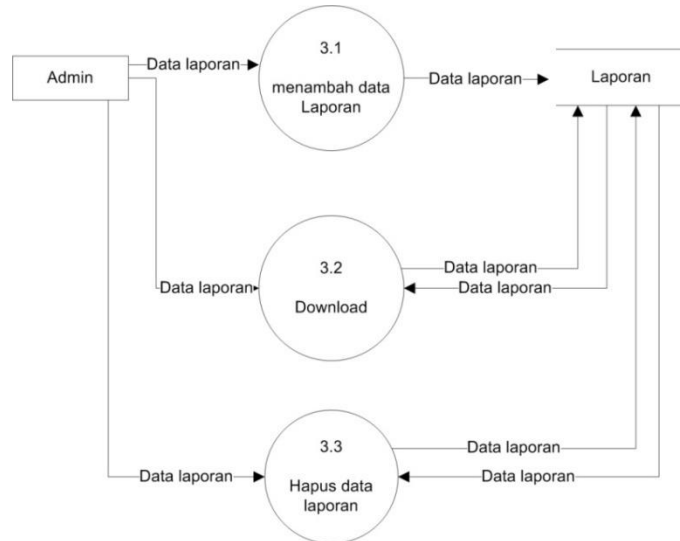 3.1
menambah data
Laporan
Admin
Data laporan
Data laporan
Laporan
3.2
Download
Data laporan
Data laporan
Data laporan
3.3
Hapus data
laporan
Data laporan
Data laporan
Data laporan